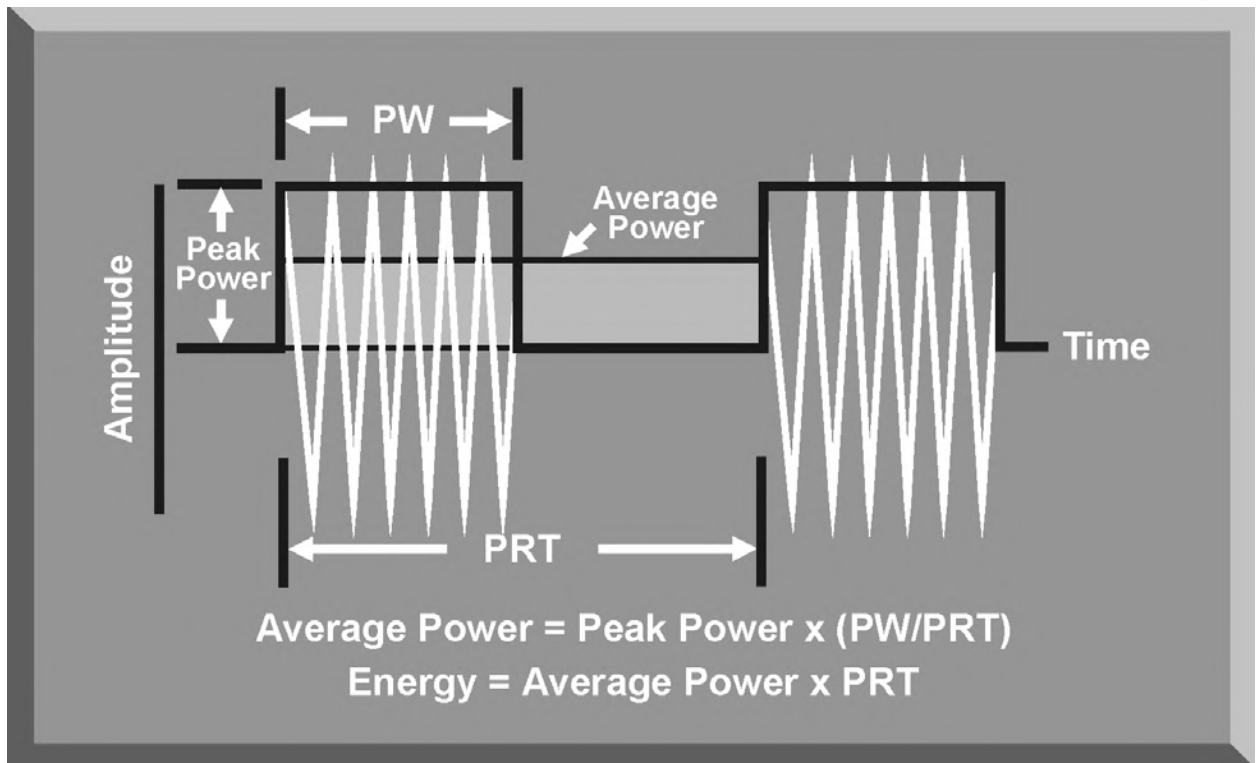 PW
Average
Power
Peak
Power
Amplitude
Time
PRT
Average Power = Peak Power x (PW/PRT)
Energy = Average Power x PRT